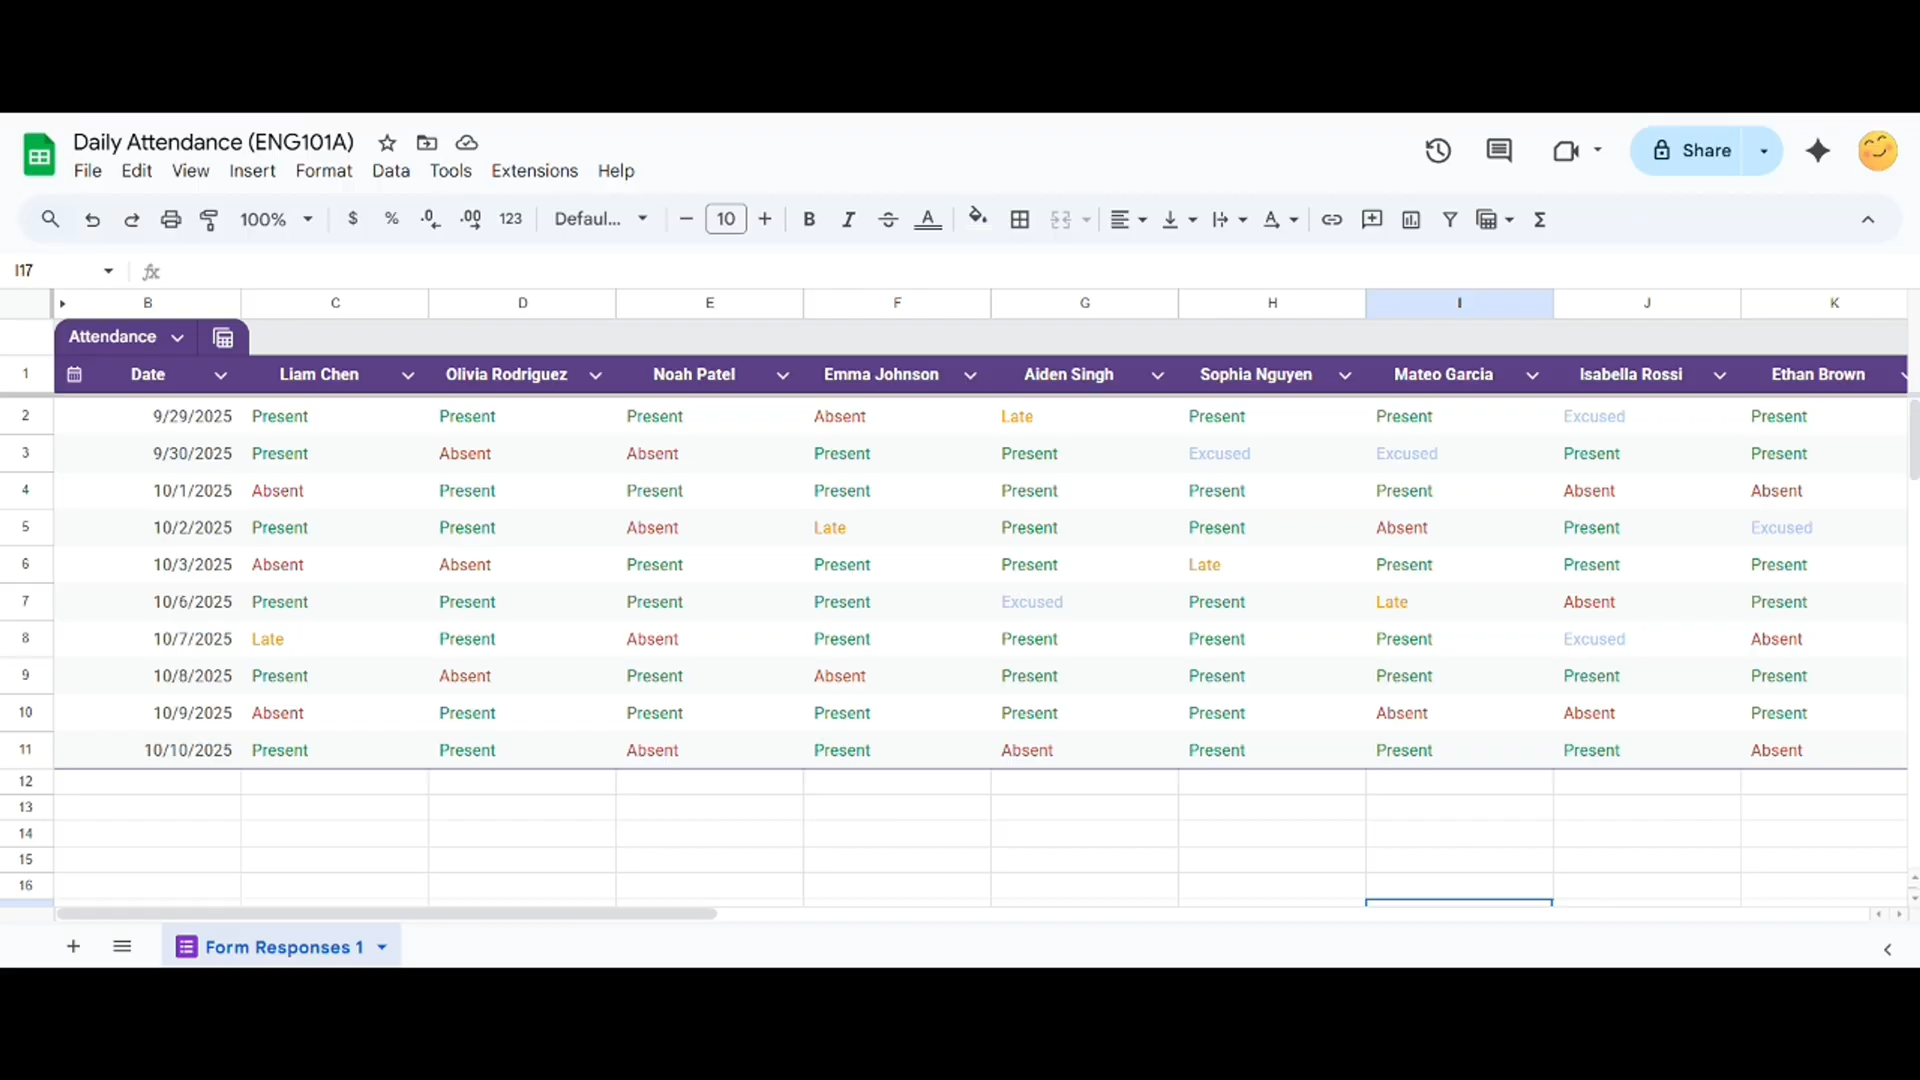 Daily Attendance (ENG101A)
File Edit View Insert Format Data Tools Extensions Help
Share
100% $ % .0 .00 123 Defaul... 10 B I A Σ
I17 fx
B C D E F G H I J K
Attendance
1 Date Liam Chen Olivia Rodriguez Noah Patel Emma Johnson Aiden Singh Sophia Nguyen Mateo Garcia Isabella Rossi Ethan Brown
2 9/29/2025 Present Present Present Absent Late Present Present Excused Present
3 9/30/2025 Present Absent Absent Present Present Excused Excused Present Present
4 10/1/2025 Absent Present Present Present Present Present Present Absent Absent
5 10/2/2025 Present Present Absent Late Present Present Absent Present Excused
6 10/3/2025 Absent Absent Present Present Present Late Present Present Present
7 10/6/2025 Present Present Present Present Excused Present Late Absent Present
8 10/7/2025 Late Present Absent Present Present Present Present Excused Absent
9 10/8/2025 Present Absent Present Absent Present Present Present Present Present
10 10/9/2025 Absent Present Present Present Present Present Absent Absent Present
11 10/10/2025 Present Present Absent Present Absent Present Present Present Absent
12
13
14
15
16
Form Responses 1